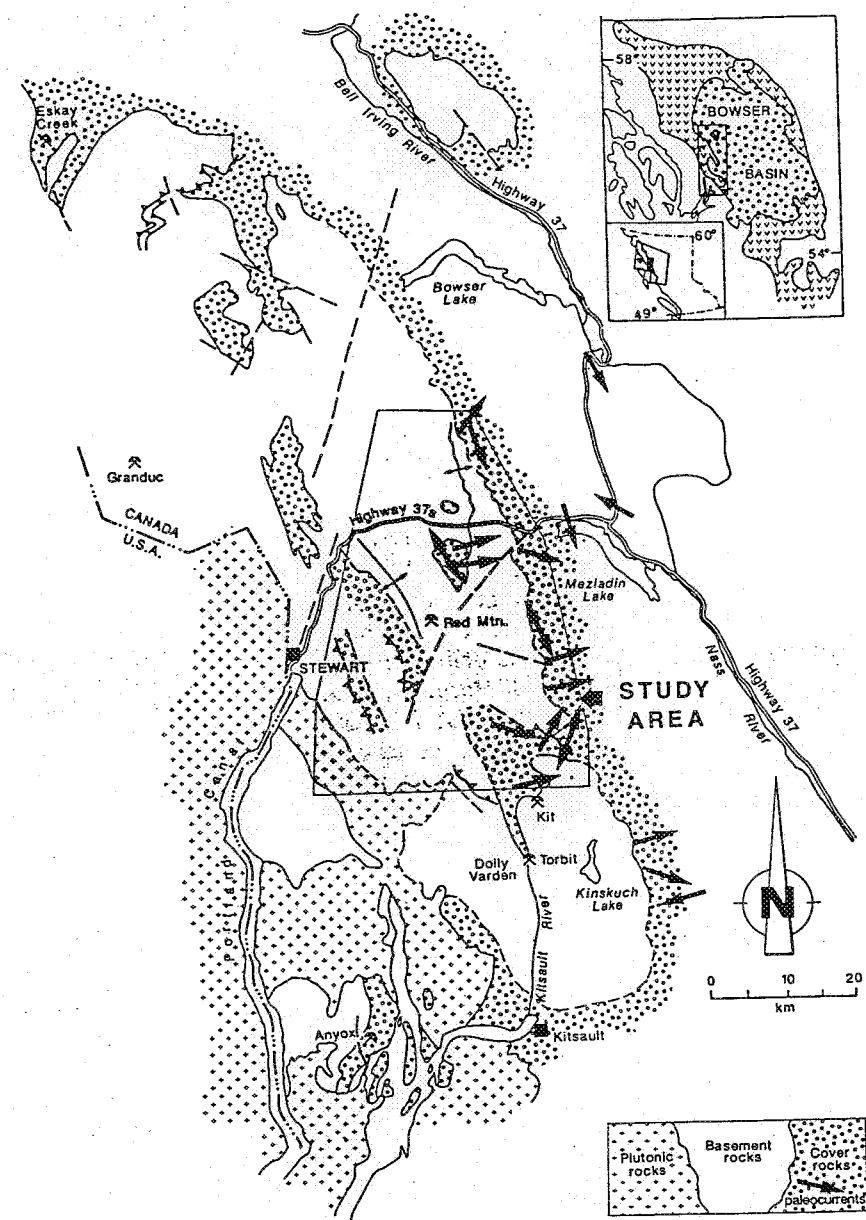 Eskay
Creek
Bell Irving River
Highway 37
58°
BOWSER
BASIN
54°
60°
49°
Bowser
Lake
Granduc
CANADA
U.S.A.
Highway 37a
Meziadin
Lake
Red Mtn.
STEWART
STUDY
AREA
Nass
River
Highway 37
Portland
Canal
Kit
Dolly
Varden
Torbit
Kinskuch
Lake
Kitsault River
N
0 10 20
km
Anyox
Kitsault
Plutonic
rocks
Basement
rocks
Cover
rocks
paleocurrents